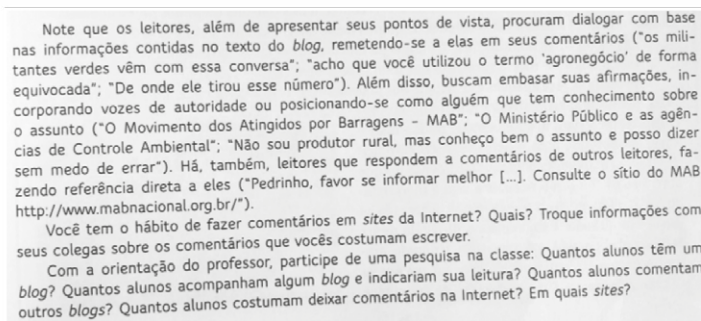 Note que os leitores, além de apresentar seus pontos de vista, procuram dialogar com base
nas informações contidas no texto do blog, remetendo-se a elas em seus comentários (“os mili-
tantes verdes vêm com essa conversa”; “acho que você utilizou o termo ‘agronegócio’ de forma
equivocada”; “De onde ele tirou esse número”). Além disso, buscam embasar suas afirmações, in-
corporando vozes de autoridade ou posicionando-se como alguém que tem conhecimento sobre
o assunto (“O Movimento dos Atingidos por Barragens – MAB”; “O Ministério Público e as agên-
cias de Controle Ambiental”; “Não sou produtor rural, mas conheço bem o assunto e posso dizer
sem medo de errar”). Há, também, leitores que respondem a comentários de outros leitores, fa-
zendo referência direta a eles (“Pedrinho, favor se informar melhor [...]. Consulte o sítio do MAB
http://www.mabnacional.org.br/”).
Você tem o hábito de fazer comentários em sites da Internet? Quais? Troque informações com
seus colegas sobre os comentários que vocês costumam escrever.
Com a orientação do professor, participe de uma pesquisa na classe: Quantos alunos têm um
blog? Quantos alunos acompanham algum blog e indicariam sua leitura? Quantos alunos comentam
outros blogs? Quantos alunos costumam deixar comentários na Internet? Em quais sites?